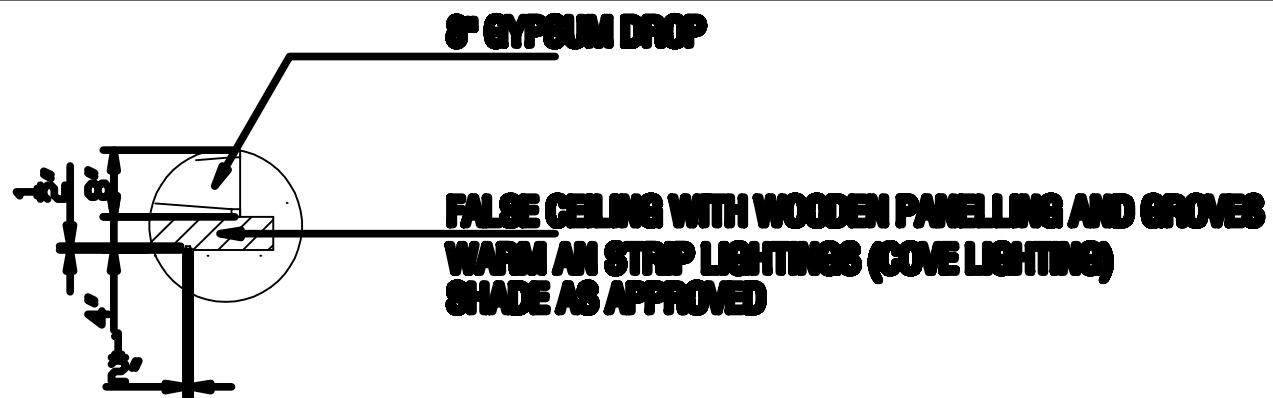 8" GYPSUM DROP
FALSE CEILING WITH WOODEN PANELLING AND GROVES
WARM AN STRIP LIGHTINGS (COVE LIGHTING)
SHADE AS APPROVED
8"
4"